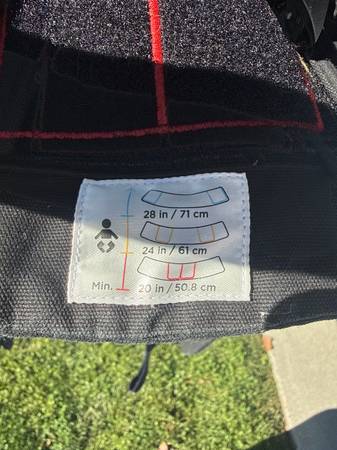 28 in / 71 cm
24 in / 61 cm
Min. 20 in / 50.8 cm